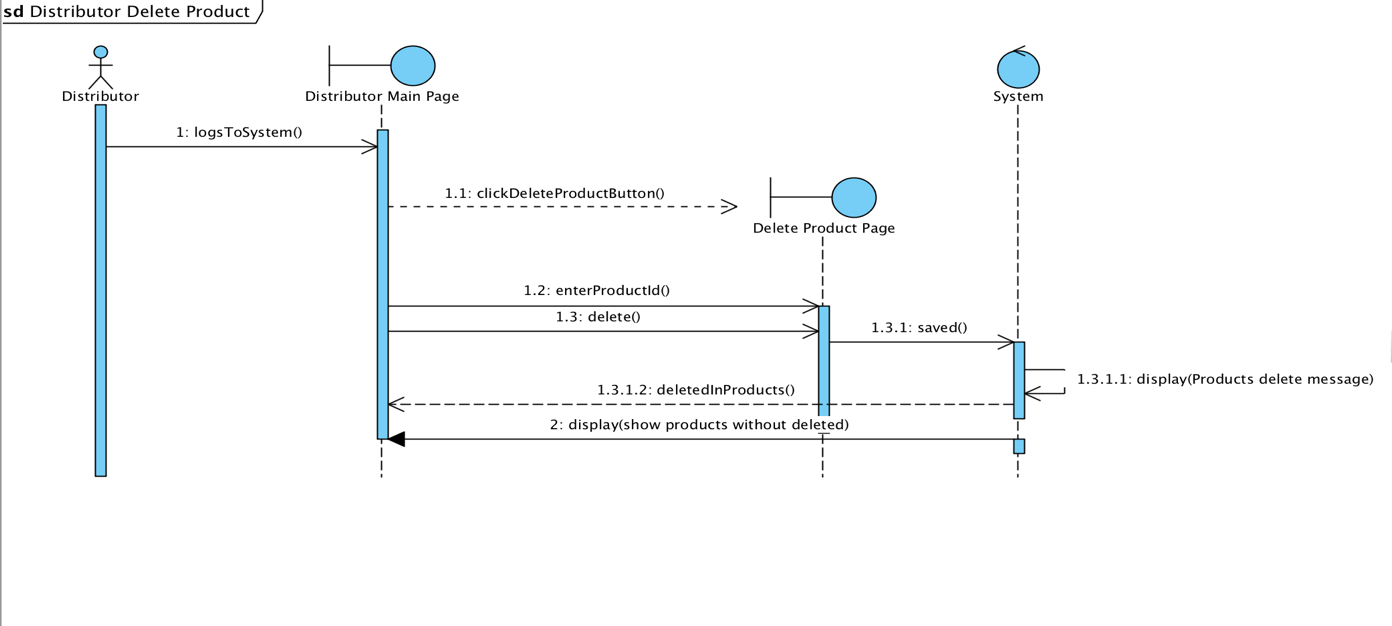 sd Distributor Delete Product
Distributor
Distributor Main Page
System
1: logsToSystem()
1.1: clickDeleteProductButton()
Delete Product Page
1.2: enterProductId()
1.3: delete()
1.3.1: saved()
1.3.1.1: display(Products delete message)
1.3.1.2: deletedInProducts()
2: display(show products without deleted)